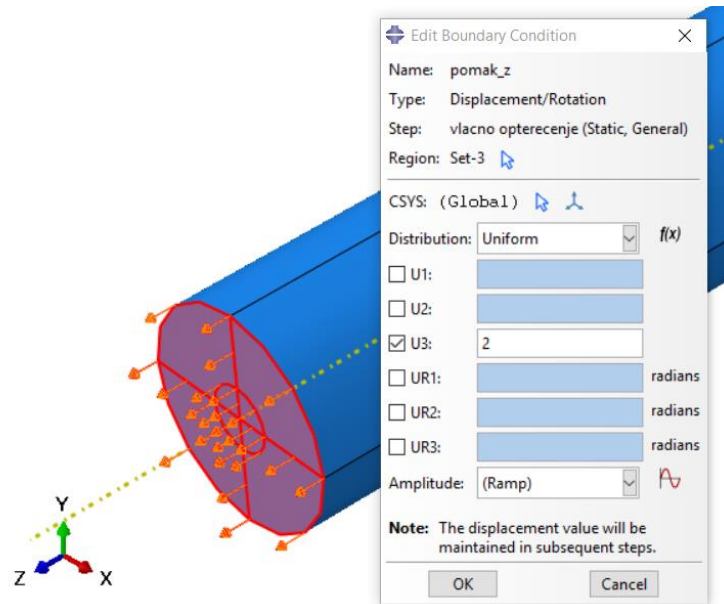 Edit Boundary Condition
Name: pomak_z
Type: Displacement/Rotation
Step: vlacno opterecenje (Static, General)
Region: Set-3
CSYS: (Global)
Distribution: Uniform f(x)
U1:
U2:
U3: 2
UR1: radians
UR2: radians
UR3: radians
Amplitude: (Ramp)
Note: The displacement value will be
maintained in subsequent steps.
OK Cancel
Y
Z X